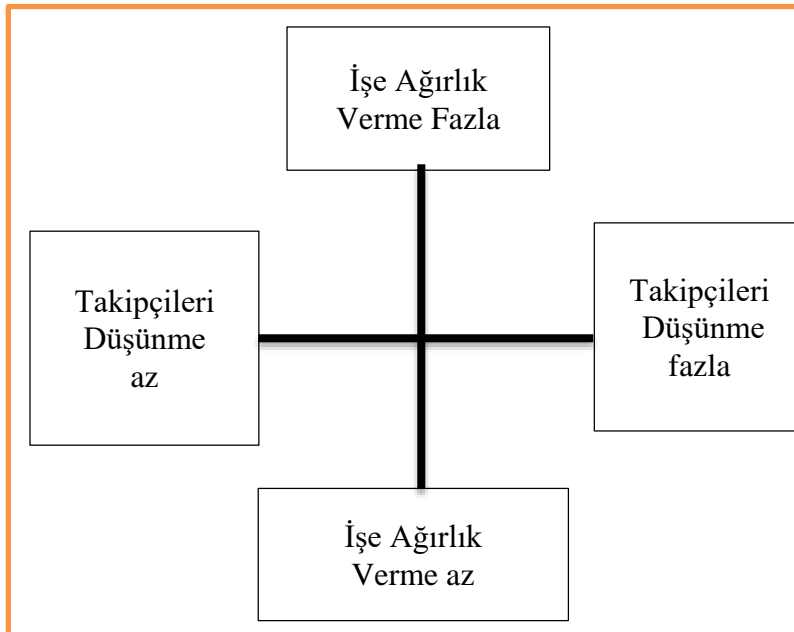 İşe Ağırlık
Verme Fazla
Takipçileri
Düşünme
az
Takipçileri
Düşünme
fazla
İşe Ağırlık
Verme az